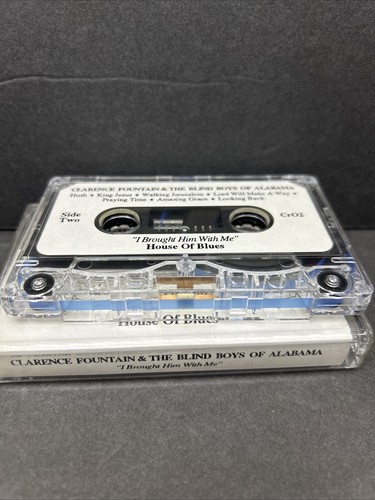 CLARENCE FOUNTAIN & THE BLIND BOYS OF ALABAMA
Hush • King Jesus • Walking Jerusalem • Lord Will Make A Way •
Praying Time • Amazing Grace • Looking Back
Side
Two
CrO2
"I Brought Him With Me"
House Of Blues
House Of Blues
CLARENCE FOUNTAIN & THE BLIND BOYS OF ALABAMA
"I Brought Him With Me"